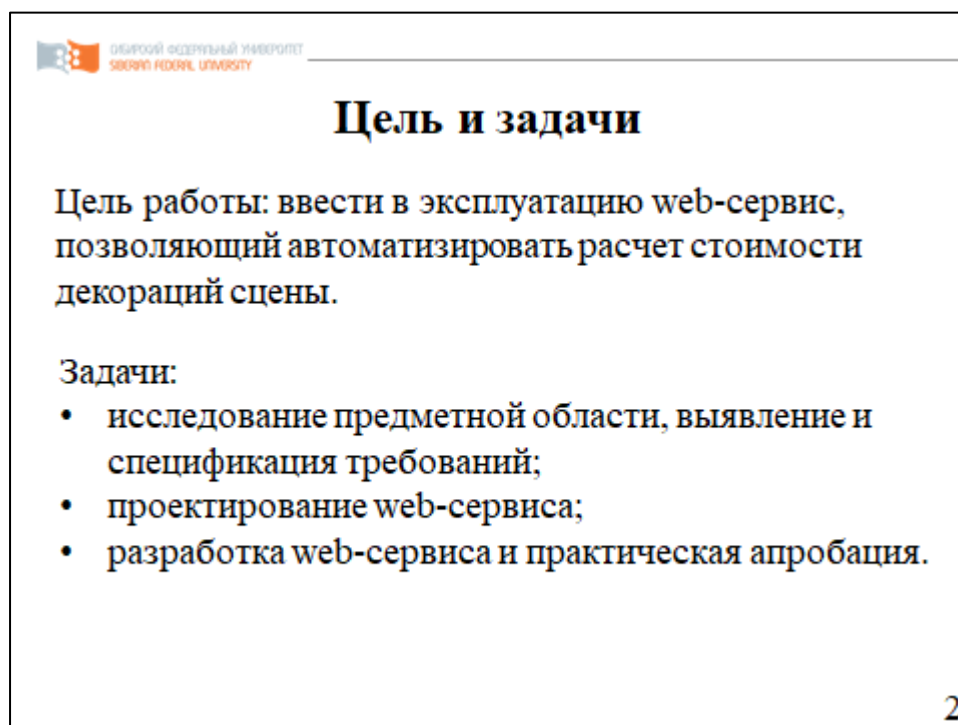 СИБИРСКИЙ ФЕДЕРАЛЬНЫЙ УНИВЕРСИТЕТ
SIBERIAN FEDERAL UNIVERSITY
Цель и задачи
Цель работы: ввести в эксплуатацию web-сервис,
позволяющий автоматизировать расчет стоимости
декораций сцены.
Задачи:
• исследование предметной области, выявление и
спецификация требований;
• проектирование web-сервиса;
• разработка web-сервиса и практическая апробация.
2